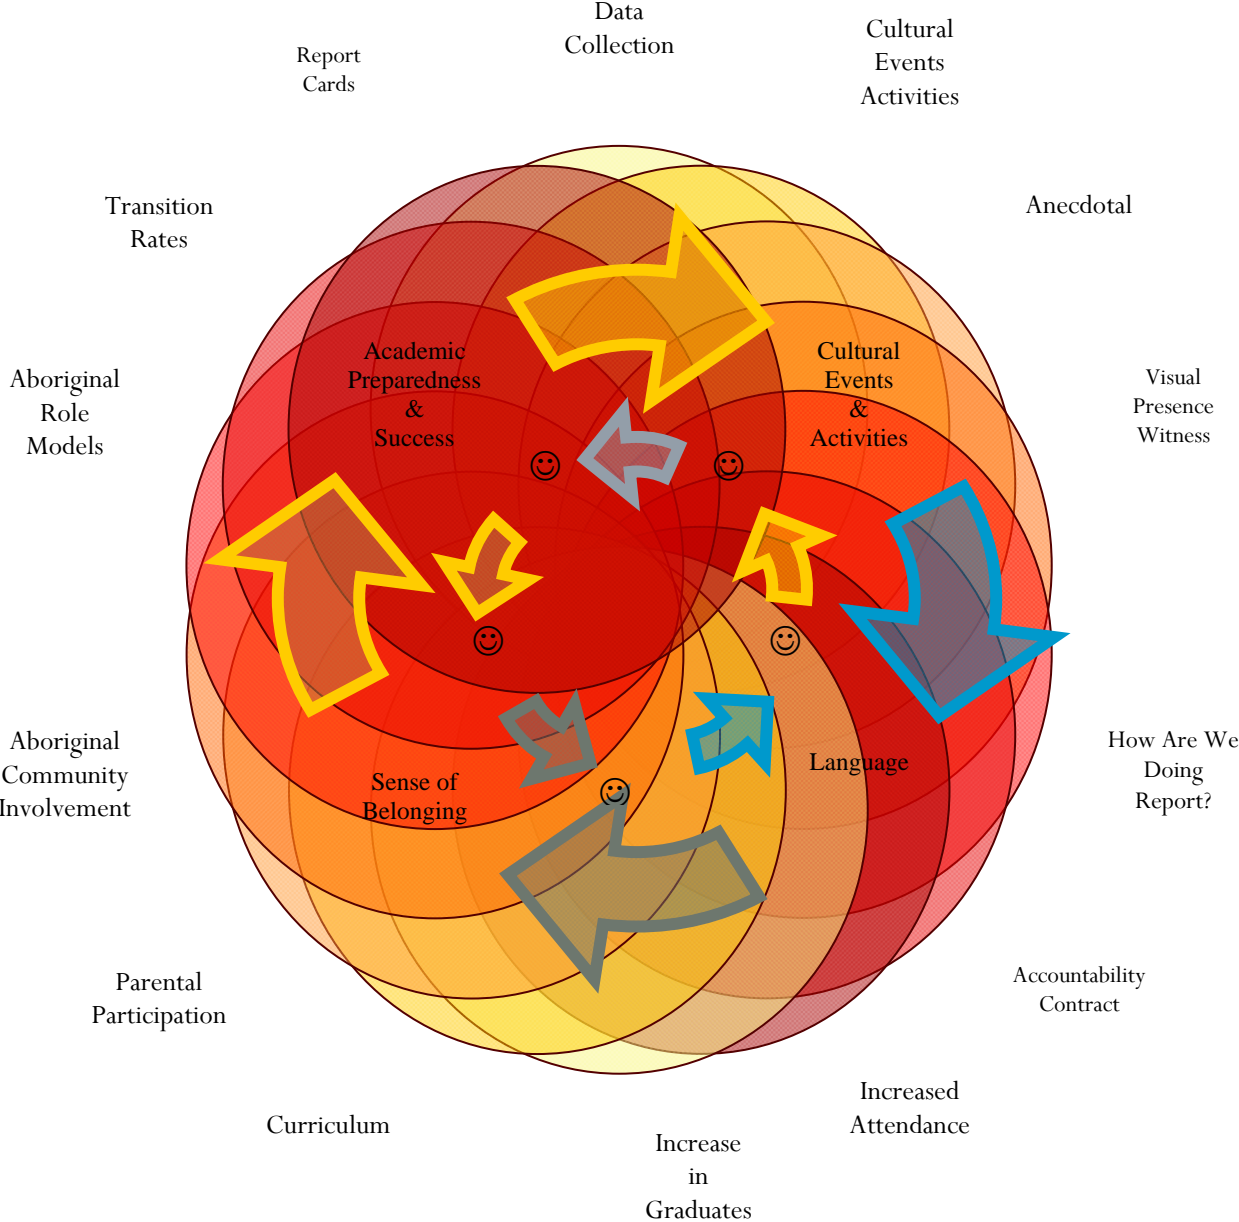 Data
Collection
Cultural
Events
Activities
Report
Cards
Transition
Rates
Anecdotal
Aboriginal
Role
Models
Visual
Presence
Witness
Academic
Preparedness
&
Success
Cultural
Events
&
Activities
Aboriginal
Community
Involvement
How Are We
Doing
Report?
Sense of
Belonging
Language
Parental
Participation
Accountability
Contract
Curriculum
Increased
Attendance
Increase
in
Graduates